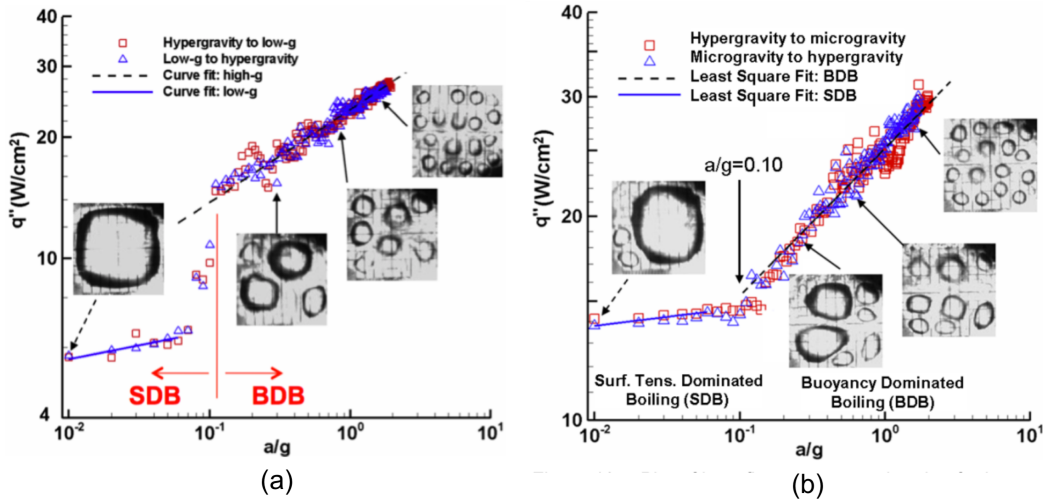 (a)
40
30
20
10
4
q" (W/cm²)
Hypergravity to low-g
Low-g to hypergravity
Curve fit: high-g
Curve fit: low-g
SDB
BDB
10⁻²
10⁻¹
10⁰
10¹
a/g
(b)
40
30
20
10
q" (W/cm²)
Hypergravity to microgravity
Microgravity to hypergravity
Least Square Fit: BDB
Least Square Fit: SDB
a/g=0.10
Surf. Tens. Dominated
Boiling (SDB)
Buoyancy Dominated
Boiling (BDB)
10⁻²
10⁻¹
10⁰
10¹
a/g